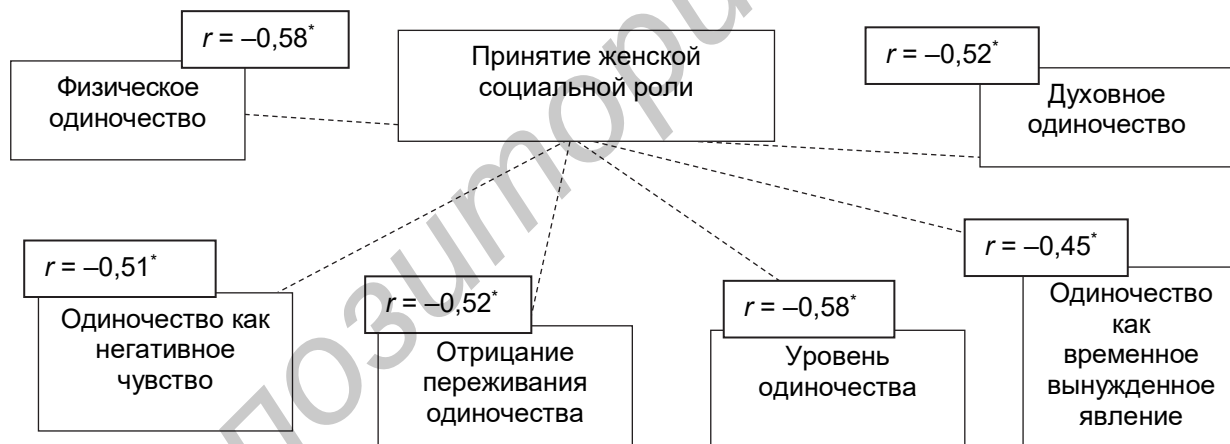 r = –0,58*
Физическое
одиночество
Принятие женской
социальной роли
r = –0,52*
Духовное
одиночество
r = –0,51*
Одиночество как
негативное
чувство
r = –0,52*
Отрицание
переживания
одиночества
r = –0,58*
Уровень
одиночества
r = –0,45*
Одиночество
как
временное
вынужденное
явление
позитори